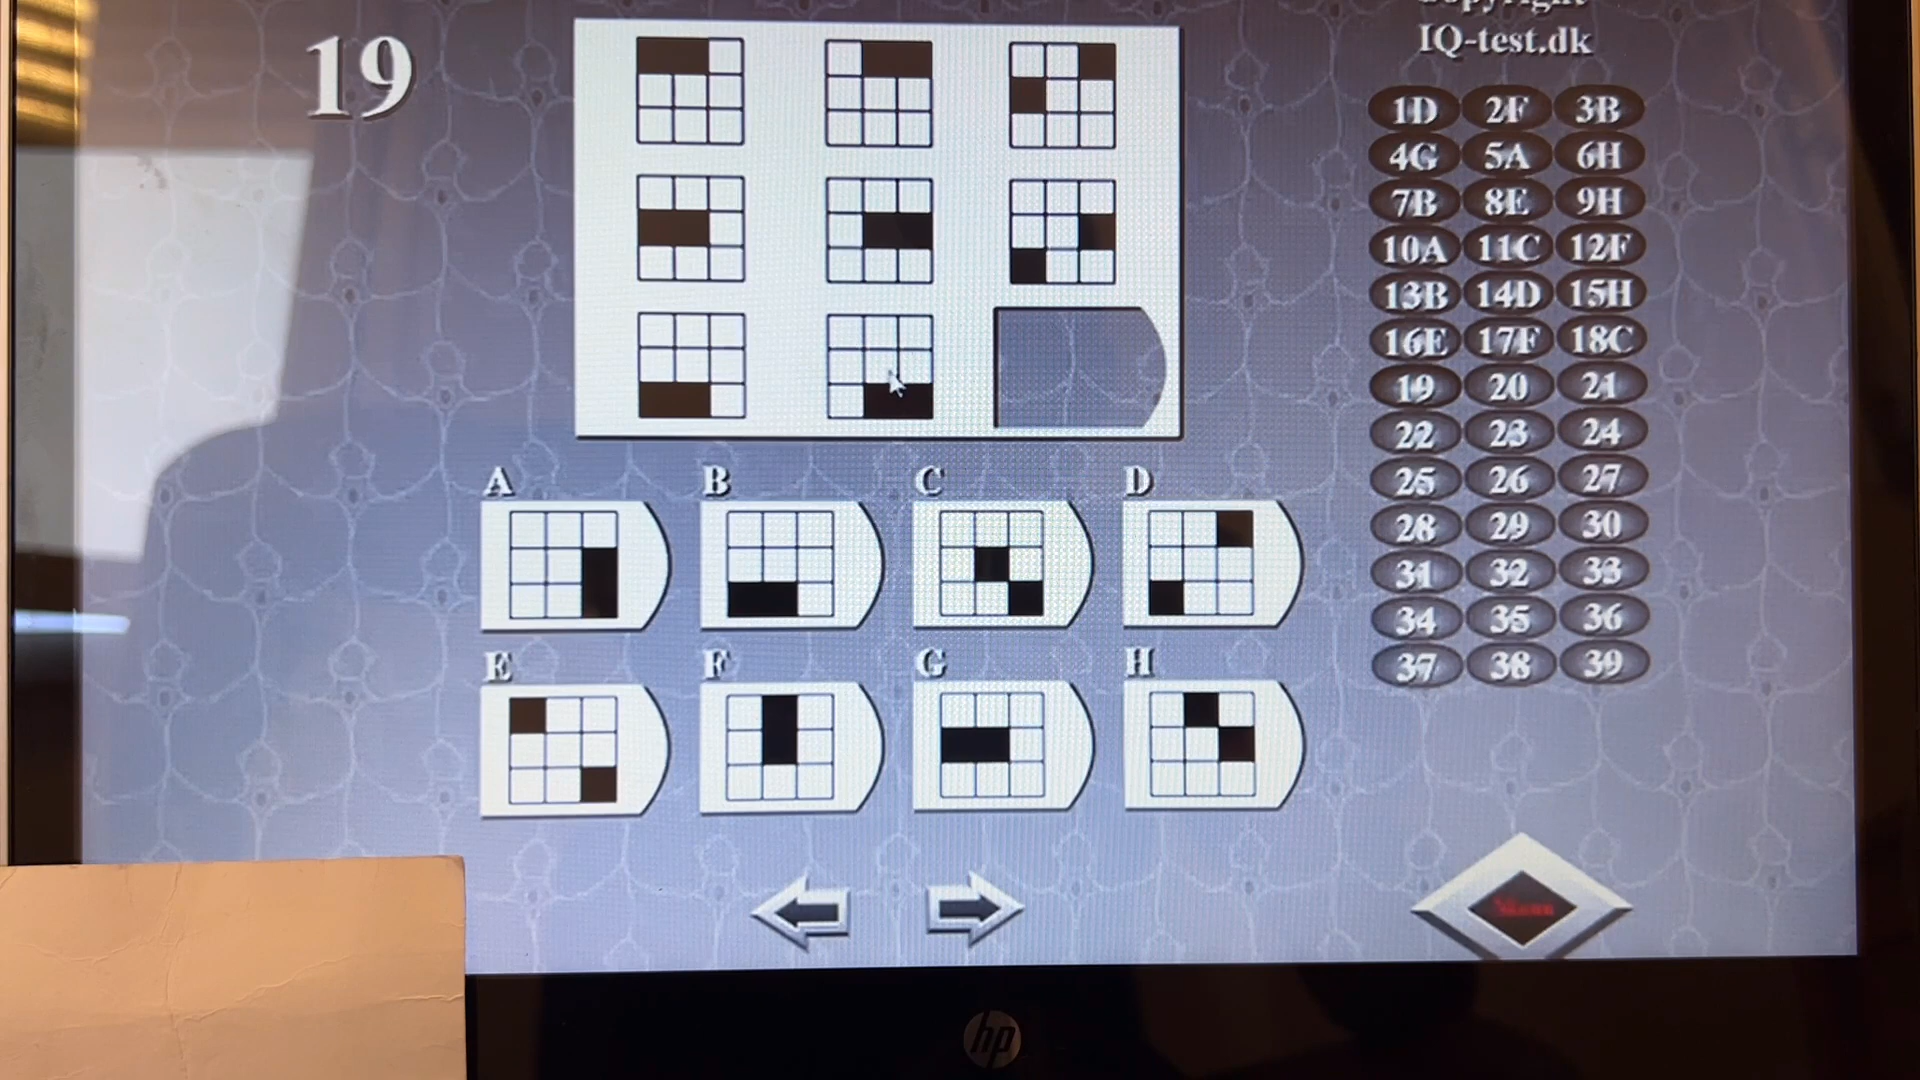 19
IQ-test.dk
1D 2F 3B
4G 5A 6H
7B 8E 9H
10A 11C 12F
13B 14D 15H
16E 17F 18C
19 20 21
22 23 24
25 26 27
28 29 30
31 32 33
34 35 36
37 38 39
A B C D
E F G H
hp